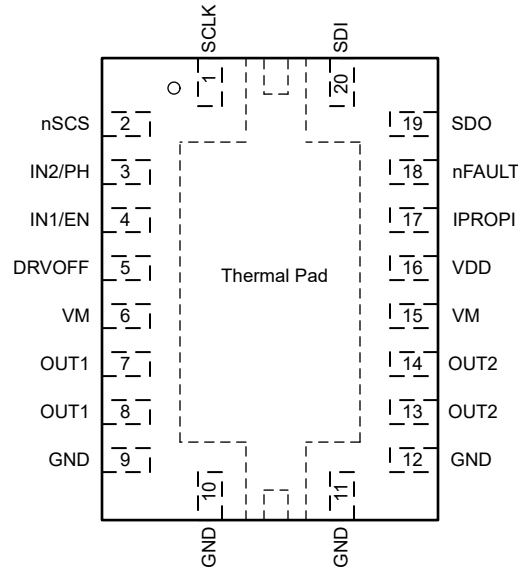 SCLK
SDI
1
20
nSCS 2
19 SDO
IN2/PH 3
18 nFAULT
IN1/EN 4
17 IPROPI
DRVOFF 5
16 VDD
Thermal Pad
VM 6
15 VM
OUT1 7
14 OUT2
OUT1 8
13 OUT2
GND 9
12 GND
10
11
GND
GND